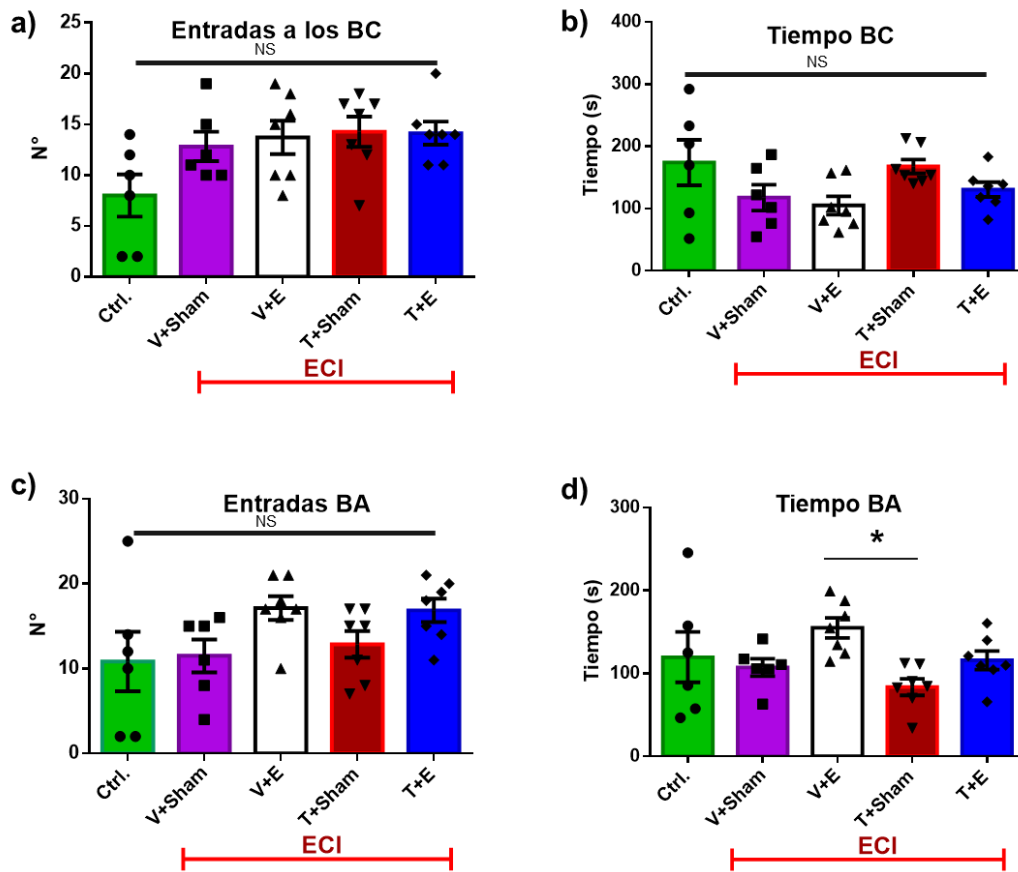 a)
Entradas a los BC
NS
25
20
15
10
5
0
N°
Ctrl.
V+Sham
V+E
T+Sham
T+E
ECI
b)
Tiempo BC
NS
400
300
200
100
0
Tiempo (s)
Ctrl.
V+Sham
V+E
T+Sham
T+E
ECI
c)
Entradas BA
NS
30
20
10
0
N°
Ctrl.
V+Sham
V+E
T+Sham
T+E
ECI
d)
Tiempo BA
*
300
200
100
0
Tiempo (s)
Ctrl.
V+Sham
V+E
T+Sham
T+E
ECI